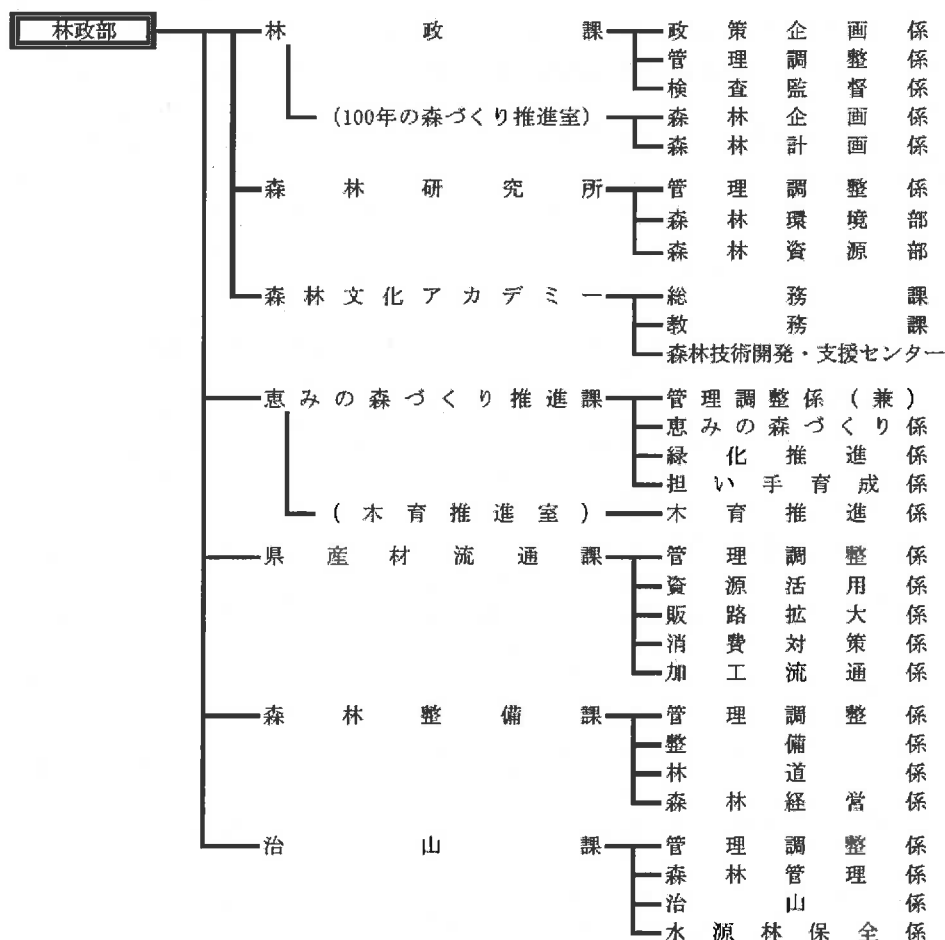 林政部 林政課 政策企画係
管理調整係
検査監督係
(100年の森づくり推進室) 森林企画係
森林計画係
森林研究所 管理調整係
森林環境部
森林資源部
森林文化アカデミー 総務課
教務課
森林技術開発・支援センター
恵みの森づくり推進課 管理調整係(兼)
恵みの森づくり係
緑化推進係
担い手育成係
(木育推進室) 木育推進係
県産材流通課 管理調整係
資源活用係
販路拡大係
消費対策係
加工流通係
森林整備課 管理調整係
整備係
林道係
森林経営係
治山課 管理調整係
森林管理係
治山係
水源林保全係